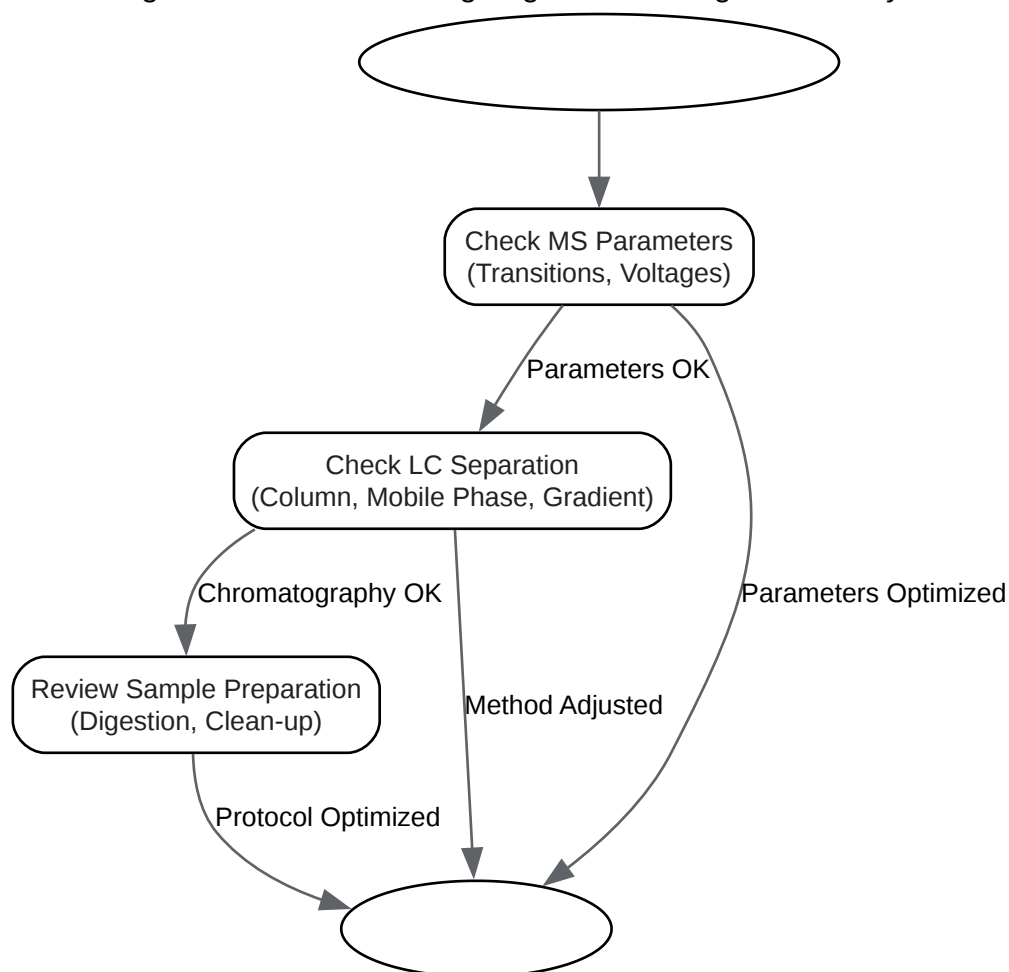 Check MS Parameters
(Transitions, Voltages)
Parameters OK
Check LC Separation
(Column, Mobile Phase, Gradient)
Chromatography OK
Parameters Optimized
Review Sample Preparation
(Digestion, Clean-up)
Method Adjusted
Protocol Optimized